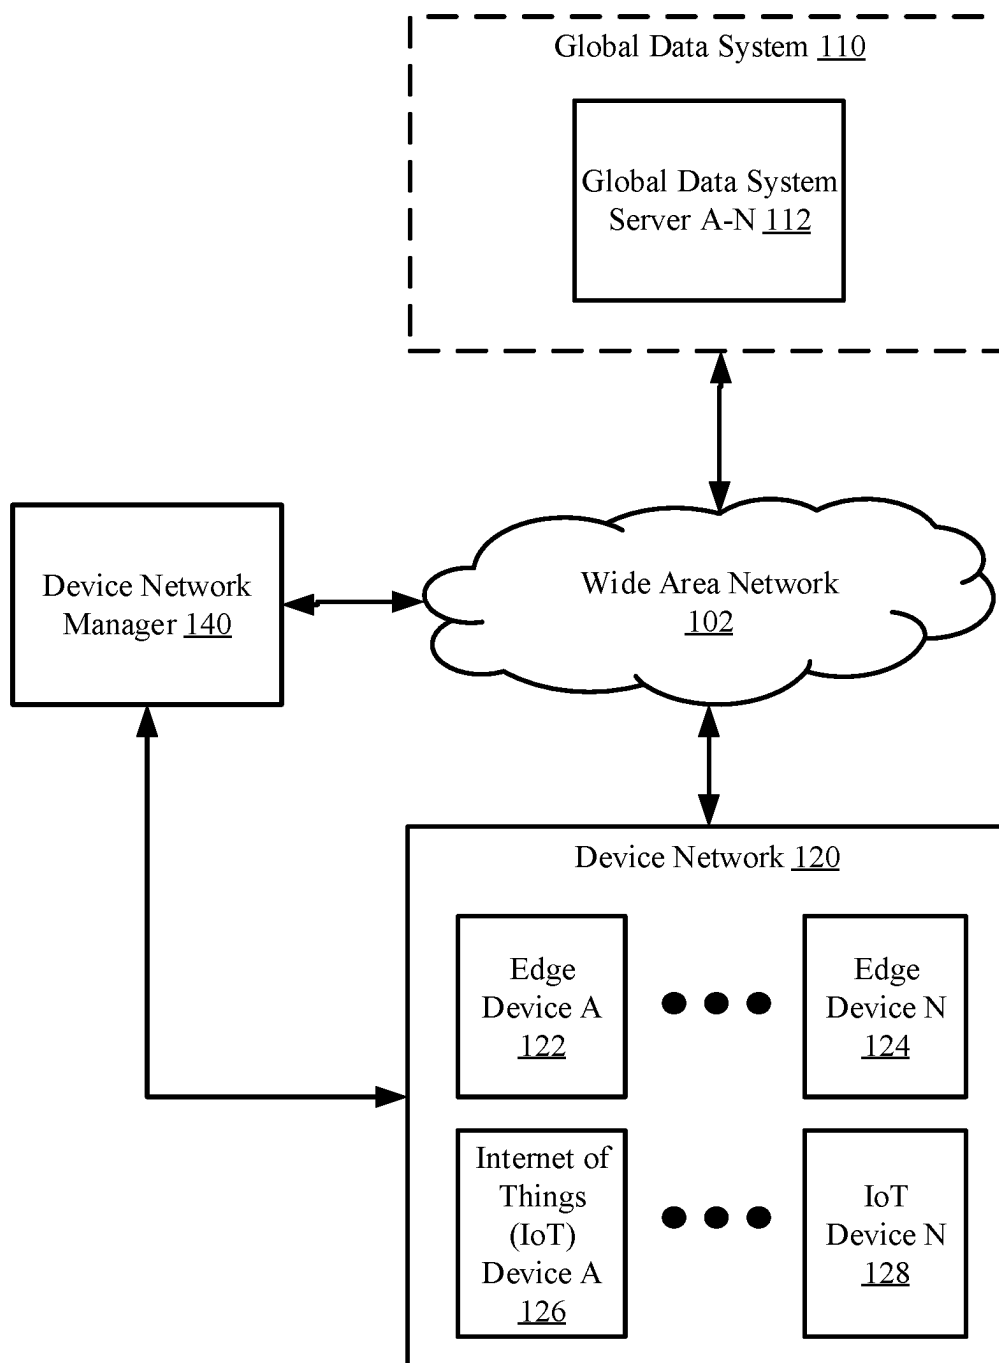 Global Data System 110
Global Data System
Server A-N 112
Device Network
Manager 140
Wide Area Network
102
Device Network 120
Edge
Device A
122
Edge
Device N
124
Internet of
Things
(IoT)
Device A
126
IoT
Device N
128